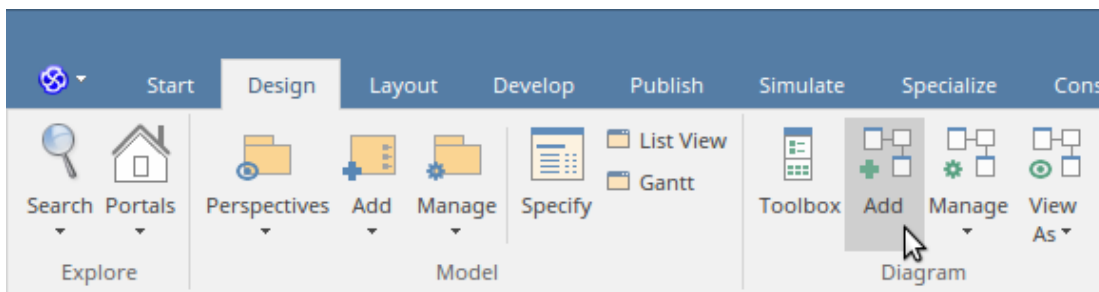 Start Design Layout Develop Publish Simulate Specialize Cons
List View
Gantt
Search Portals Perspectives Add Manage Specify Toolbox Add Manage View
As
Explore Model Diagram